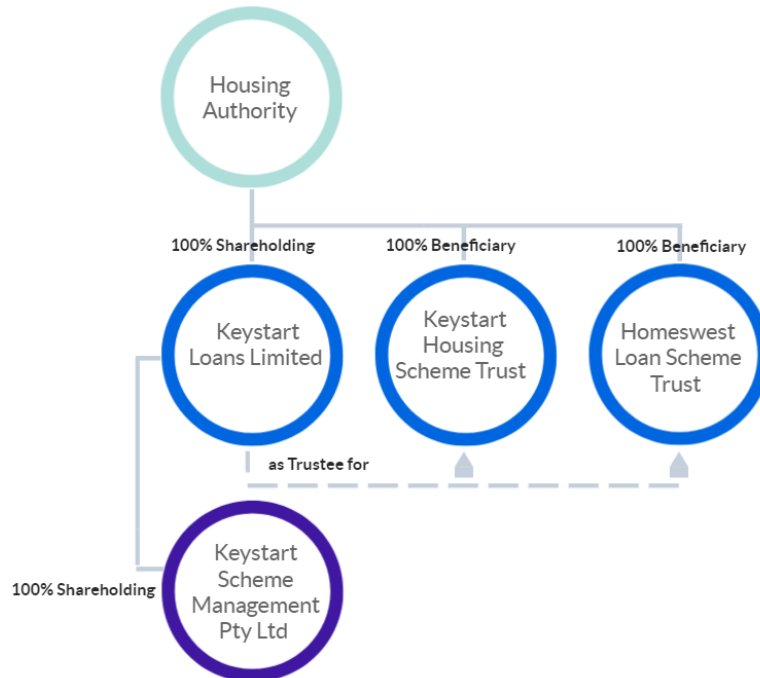 Housing
Authority
100% Shareholding
100% Beneficiary
100% Beneficiary
Keystart
Loans Limited
Keystart
Housing
Scheme Trust
Homeswest
Loan Scheme
Trust
as Trustee for
100% Shareholding
Keystart
Scheme
Management
Pty Ltd